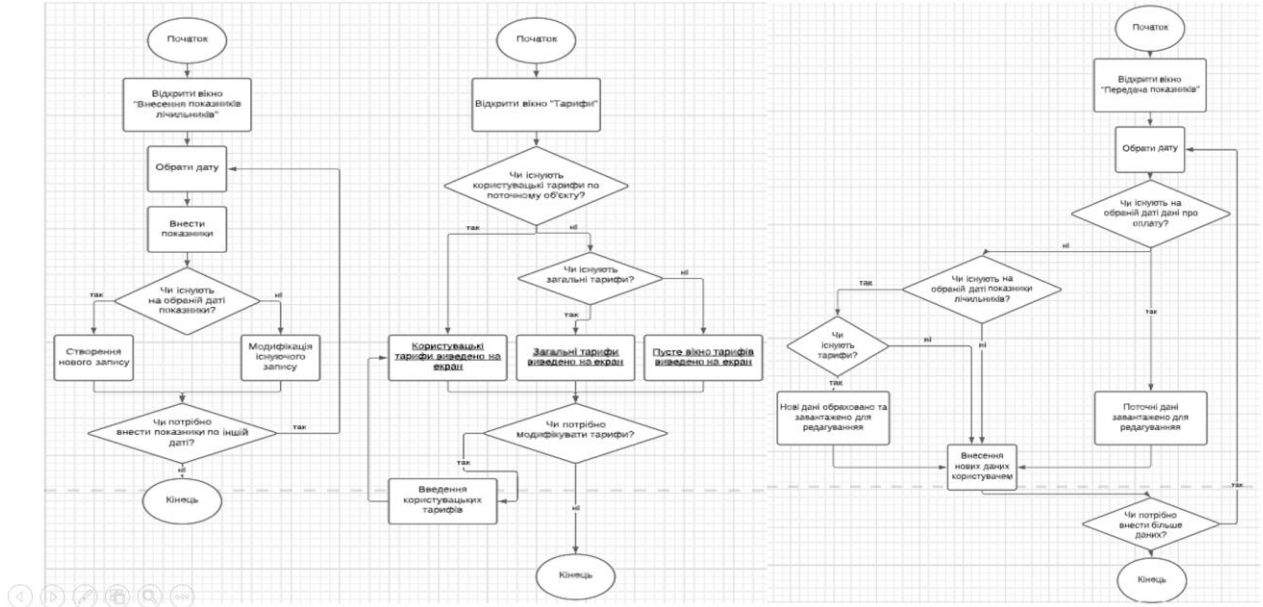 Початок
Відкрити вікно
"Внесення показників
лічильників"
Обрати дату
Внести
показники
Чи існують
на обраній даті
показники?
так
ні
Створення
нового запису
Модифікація
існуючого
запису
Чи потрібно
внести показники по іншій
даті?
так
ні
Кінець
Початок
Відкрити вікно "Тарифи"
Чи існують
користувацькі тарифи по
поточному об'єкту?
так
ні
Чи існують
загальні тарифи?
ні
так
Користувацькі
тарифи виведено на
екран
Загальні тарифи
виведено на екран
Пусте вікно тарифів
виведено на екран
Чи потрібно
модифікувати тарифи?
так
Введення
користувацьких
тарифів
ні
Кінець
Початок
Відкрити вікно
"Передача показників"
Обрати дату
Чи існують на
обраній даті дані про
оплату?
ні
Чи існують на
обраній даті показники
лічильників?
так
так
Чи
існують
тарифи?
ні
ні
так
Нові дані обраховано та
завантажено для
редагуванняя
Поточні дані
завантажено для
редагуванняя
Внесення
нових даних
користувачем
так
Чи потрібно
внести більше
даних?
Кінець